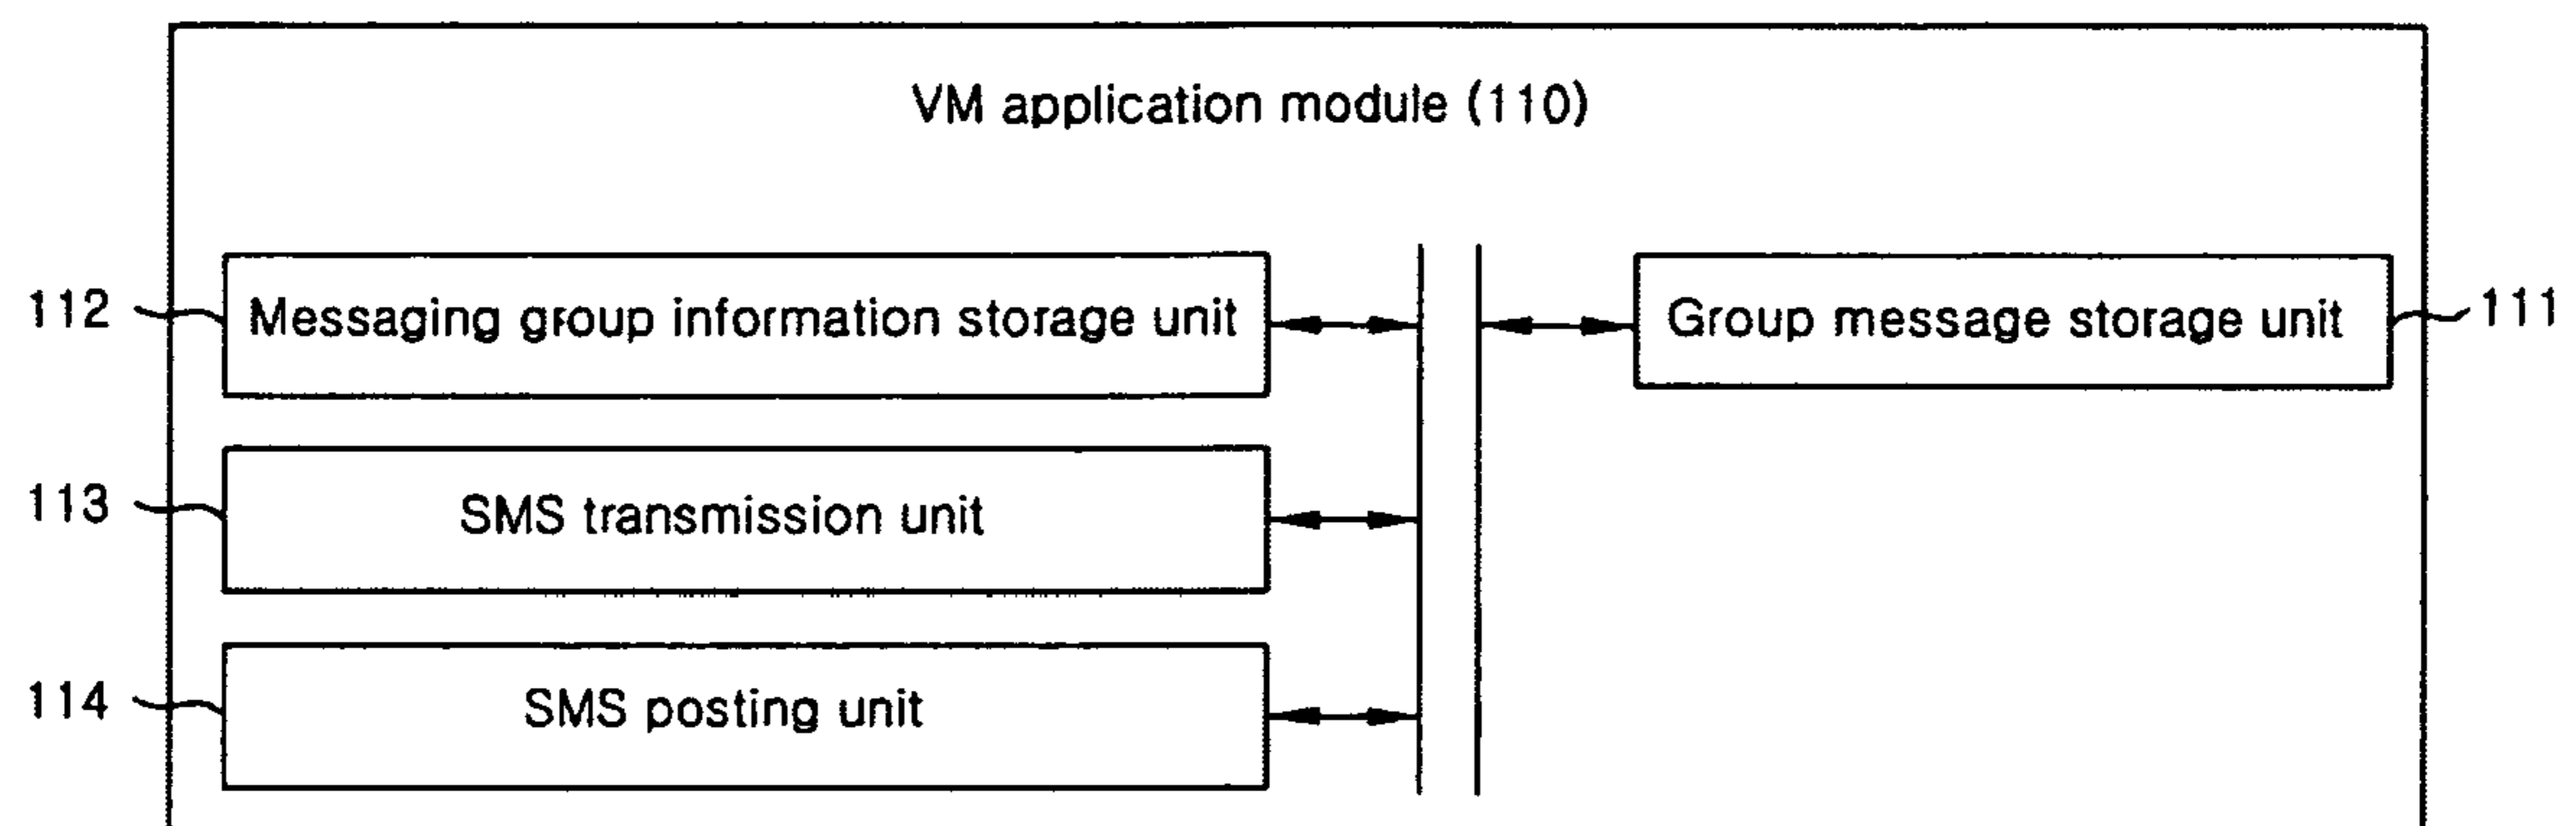 VM application module (110)
112
Messaging group information storage unit
Group message storage unit
111
113
SMS transmission unit
114
SMS posting unit